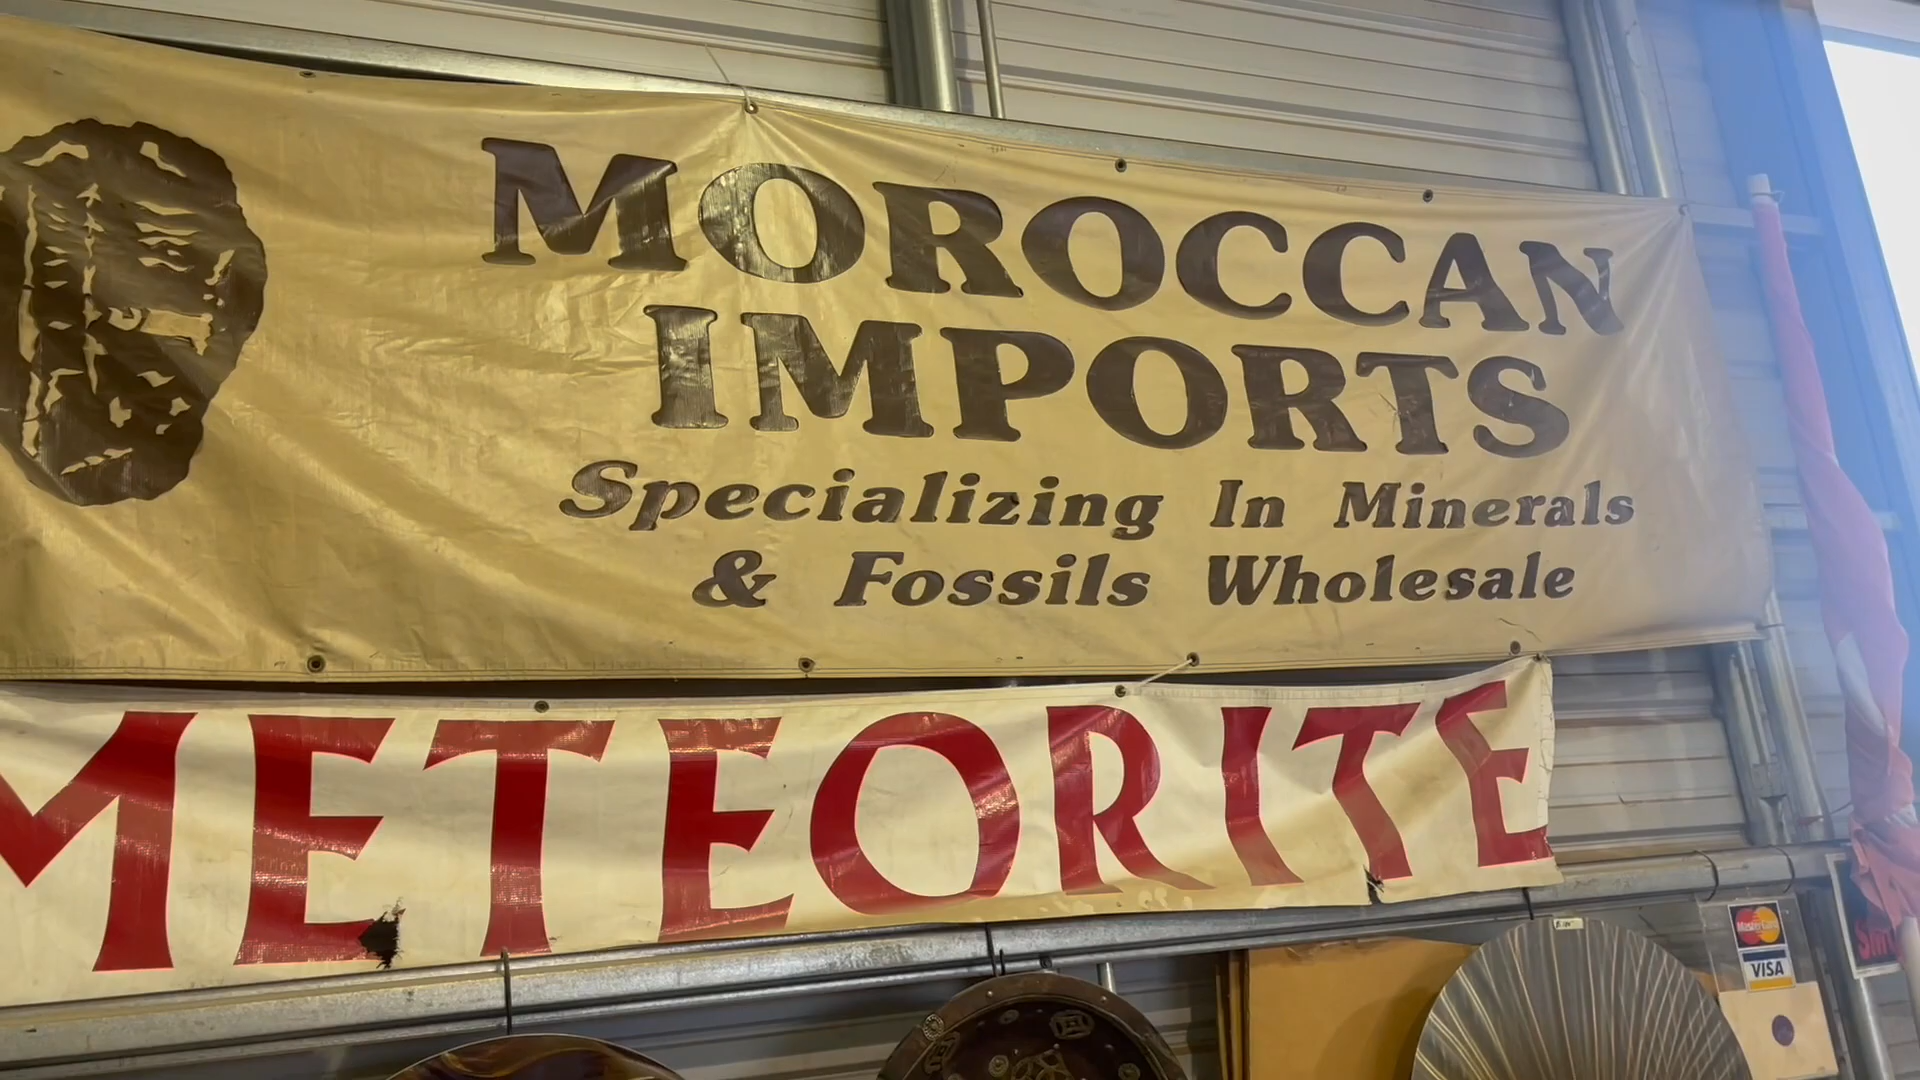 MOROCCAN
IMPORTS
Specializing In Minerals
& Fossils Wholesale
METEORITE
MasterCard
VISA